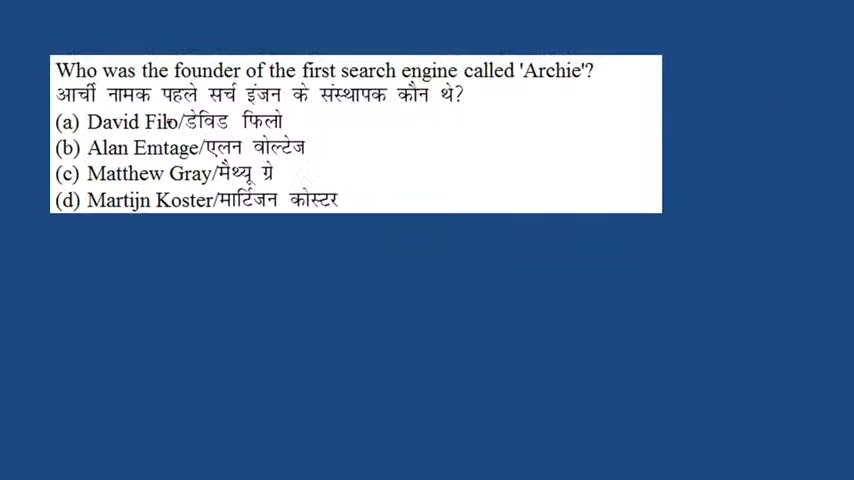 Who was the founder of the first search engine called 'Archie'?
आर्ची नामक पहले सर्च इंजन के संस्थापक कौन थे?
(a) David Filo/डेविड फिलो
(b) Alan Emtage/एलन वोल्टेज
(c) Matthew Gray/मैथ्यू ग्रे
(d) Martijn Koster/मार्टिजन कोस्टर